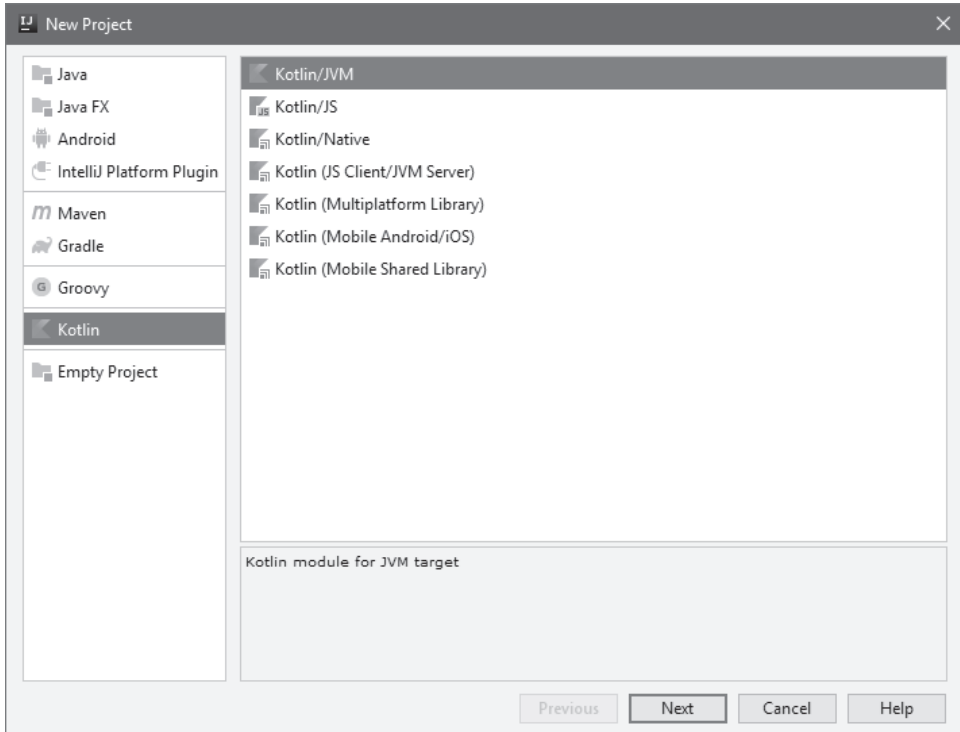 New Project
Java
Java FX
Android
IntelliJ Platform Plugin
Maven
Gradle
Groovy
Kotlin
Empty Project
Kotlin/JVM
Kotlin/JS
Kotlin/Native
Kotlin (JS Client/JVM Server)
Kotlin (Multiplatform Library)
Kotlin (Mobile Android/iOS)
Kotlin (Mobile Shared Library)
Kotlin module for JVM target
Previous
Next
Cancel
Help